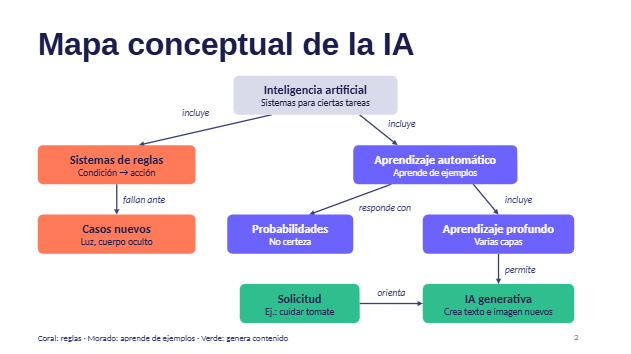 Mapa conceptual de la IA
Inteligencia artificial
Sistemas para ciertas tareas
incluye
incluye
Sistemas de reglas
Condición → acción
Aprendizaje automático
Aprende de ejemplos
fallan ante
responde con
incluye
Casos nuevos
Luz, cuerpo oculto
Probabilidades
No certeza
Aprendizaje profundo
Varias capas
permite
Solicitud
Ej.: cuidar tomate
orienta
IA generativa
Crea texto e imagen nuevos
Coral: reglas · Morado: aprende de ejemplos · Verde: genera contenido
2